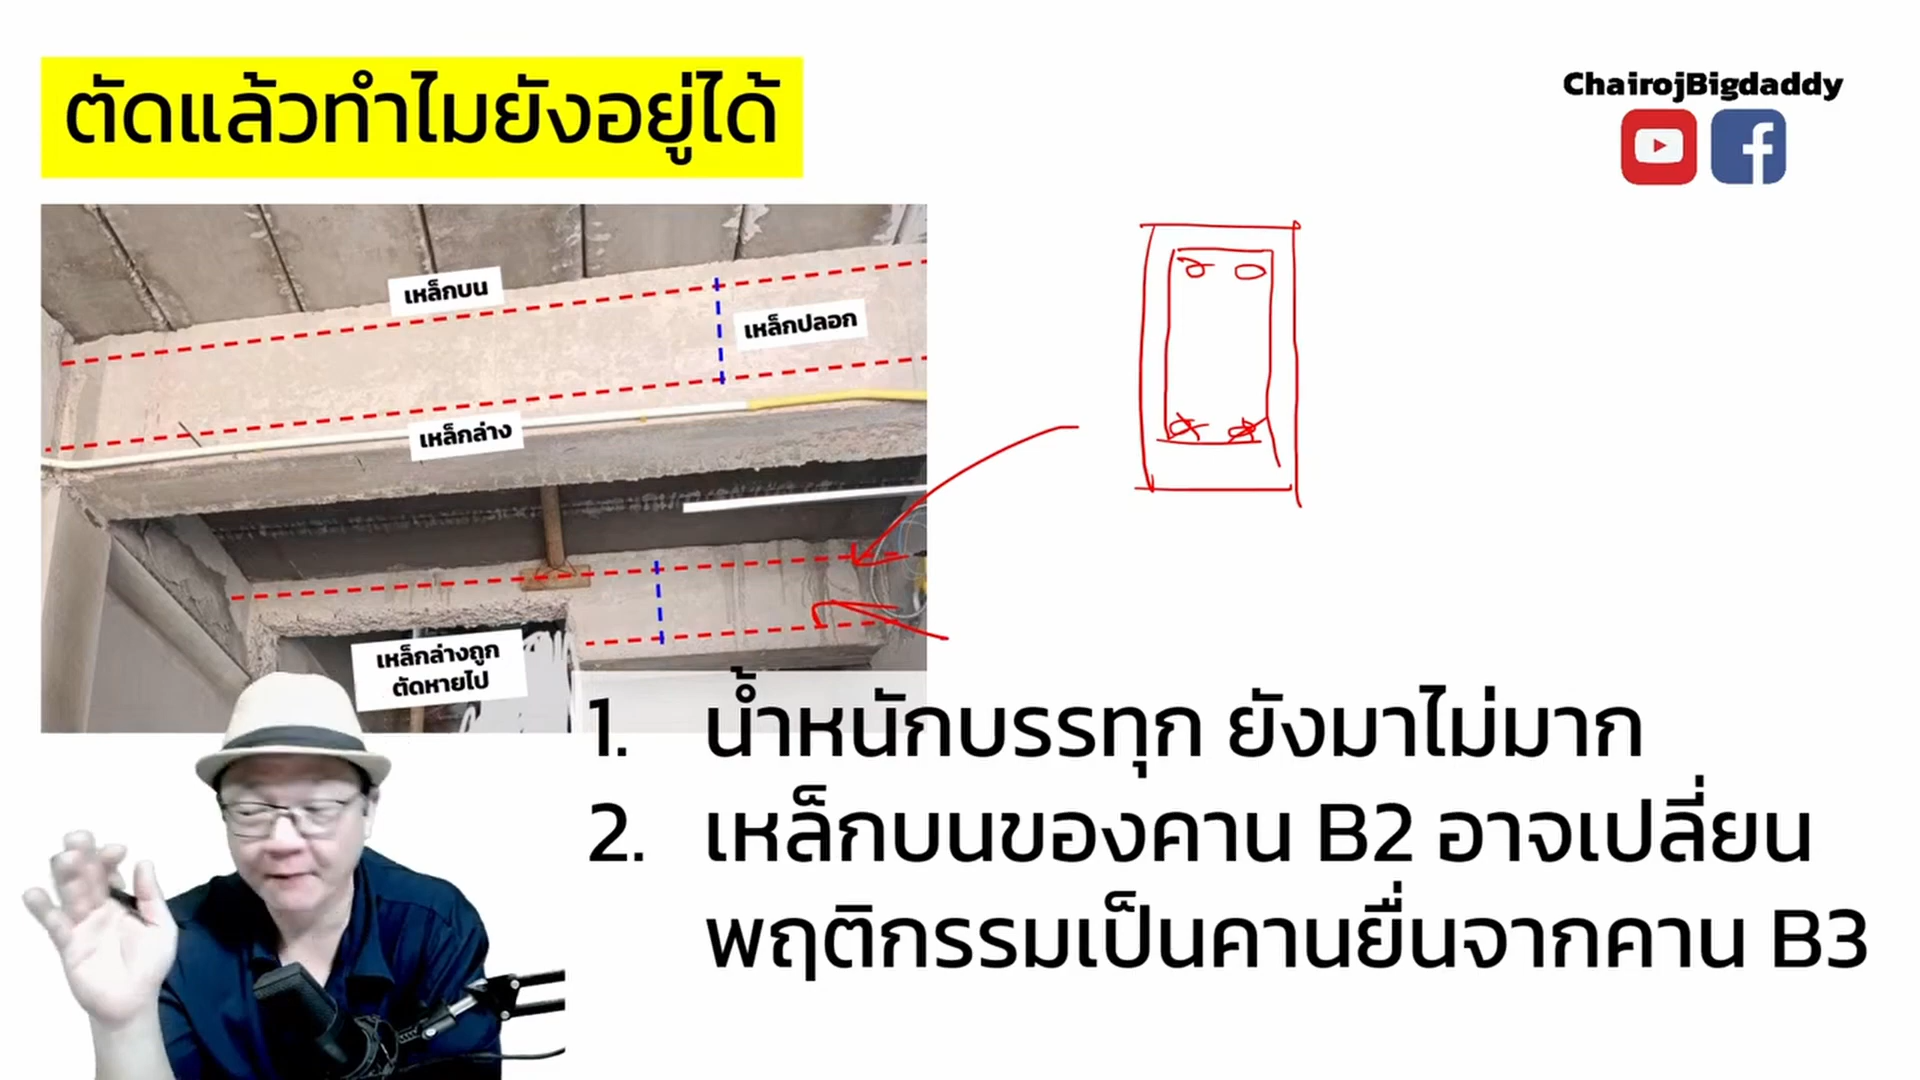 ตัดแล้วทำไมยังอยู่ได้
ChairojBigdaddy
เหล็กบน
เหล็กปลอก
เหล็กล่าง
เหล็กล่างถูก
ตัดหายไป
1. น้ำหนักบรรทุก ยังมาไม่มาก
2. เหล็กบนของคาน B2 อาจเปลี่ยน
พฤติกรรมเป็นคานยื่นจากคาน B3